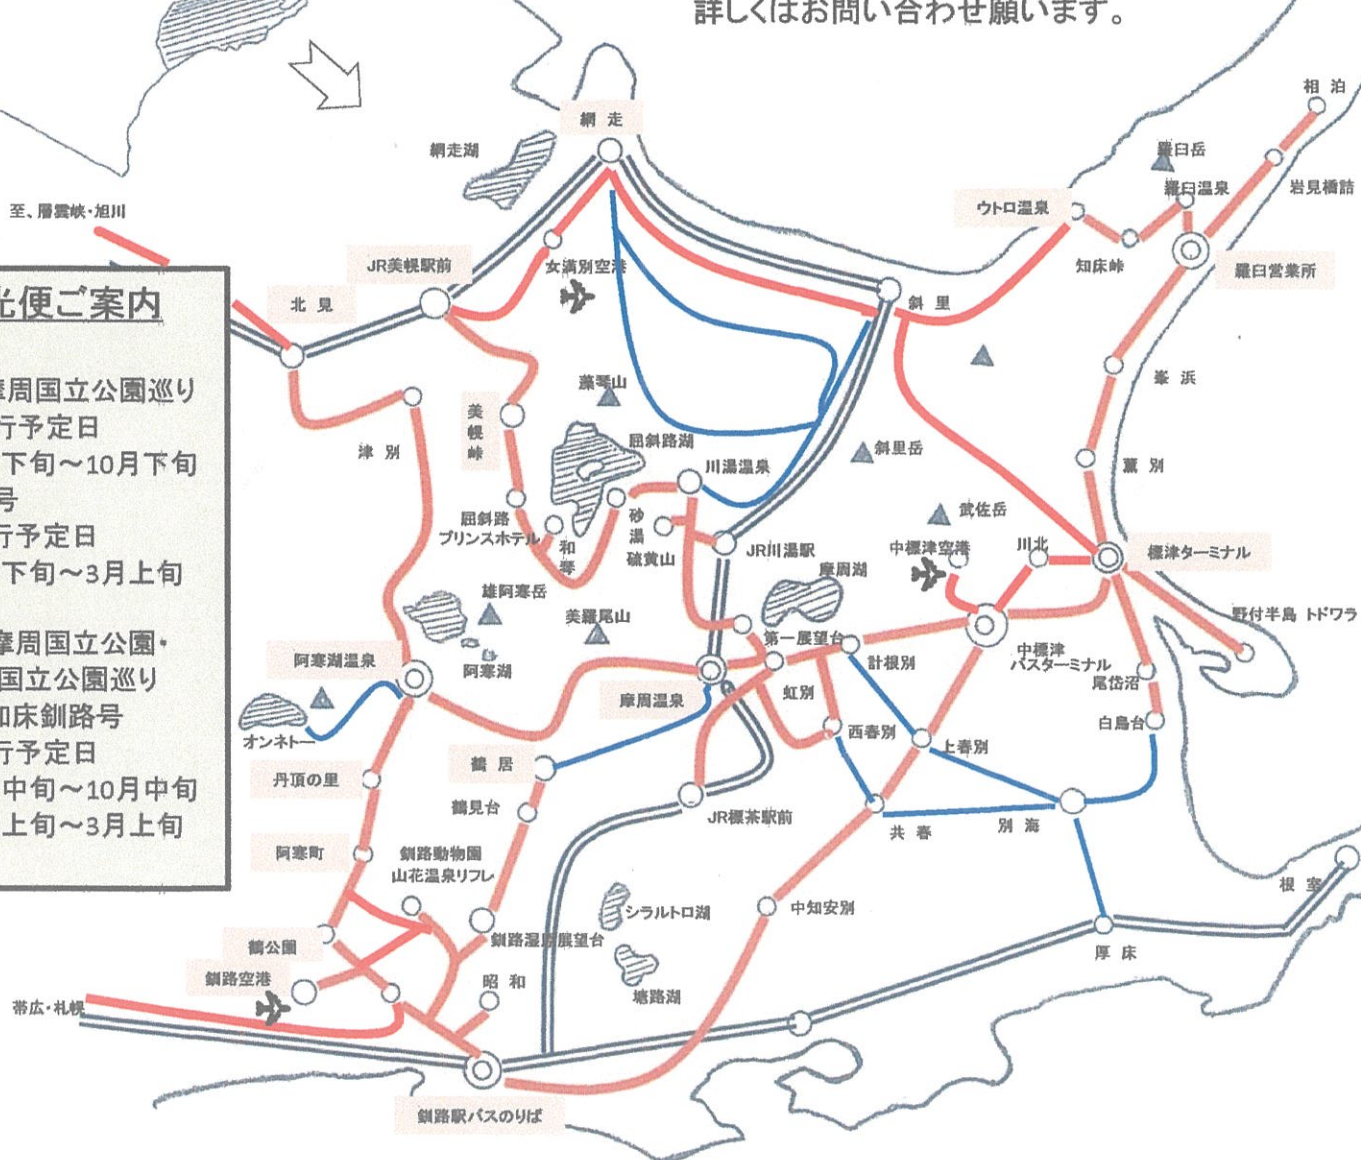 詳しくはお問い合わせ願います。
相泊
網走
網走湖
羅臼岳
羅臼温泉
岩見橋詰
至、層雲峡・旭川
ウトロ温泉
JR美幌駅前
女満別空港
知床峠
羅臼営業所
北見
斜里
光便ご案内
摩周国立公園巡り
行予定日
下旬～10月下旬
号
行予定日
下旬～3月上旬
摩周国立公園・
国立公園巡り
知床釧路号
行予定日
中旬～10月中旬
上旬～3月上旬
峯浜
藻琴山
美幌峠
津別
屈斜路湖
川湯温泉
斜里岳
薫別
屈斜路
プリンスホテル
和琴
砂湯
硫黄山
武佐岳
JR川湯駅
中標津空港
川北
標津ターミナル
摩周湖
雄阿寒岳
美羅尾山
野付半島 トドワラ
第一展望台
阿寒湖温泉
阿寒湖
計根別
中標津
バスターミナル
尾岱沼
摩周温泉
虹別
オンネトー
西春別
上春別
白鳥台
鶴居
丹頂の里
鶴見台
JR標茶駅前
共春
別海
阿寒町
釧路動物園
山花温泉リフレ
根室
シラルトロ湖
中知安別
鶴公園
釧路湿原展望台
厚床
釧路空港
昭和
塘路湖
帯広・札幌
釧路駅バスのりば